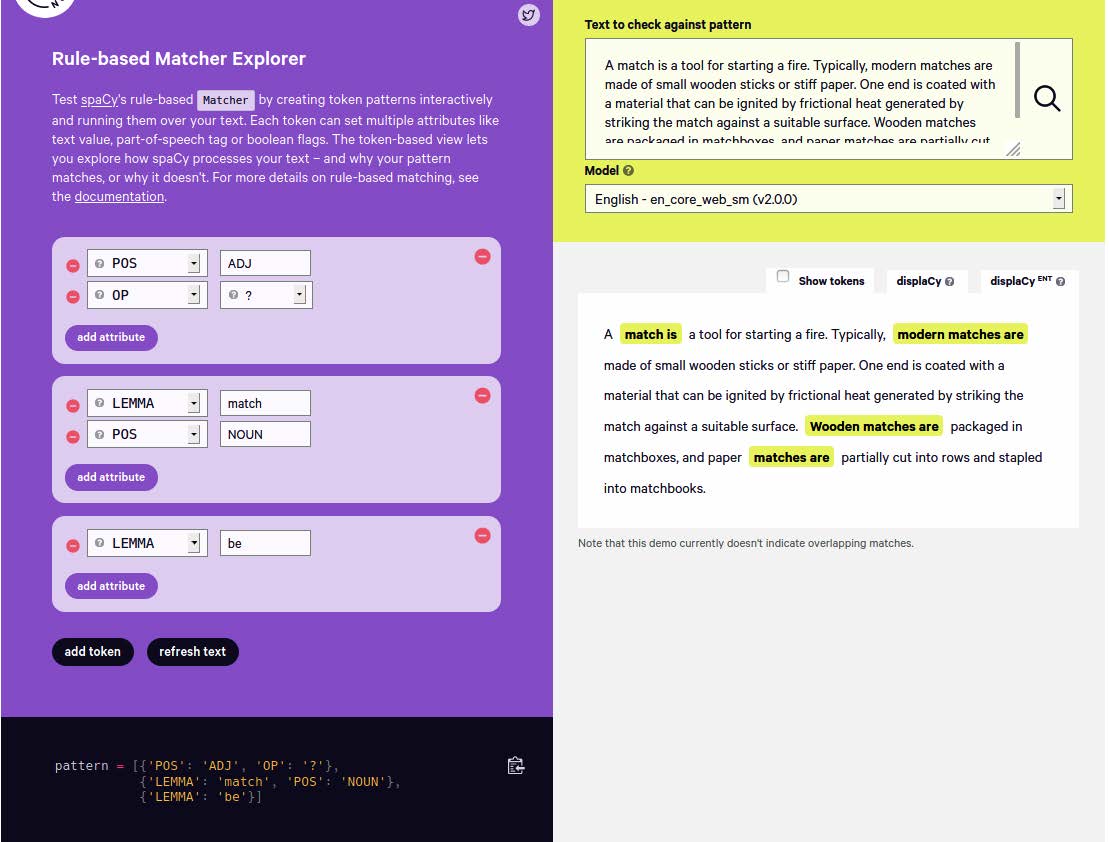 Rule-based Matcher Explorer
Test spaCy's rule-based Matcher by creating token patterns interactively
and running them over your text. Each token can set multiple attributes like
text value, part-of-speech tag or boolean flags. The token-based view lets
you explore how spaCy processes your text – and why your pattern
matches, or why it doesn't. For more details on rule-based matching, see
the documentation.
? POS ADJ
? OP ? ?
add attribute
? LEMMA match
? POS NOUN
add attribute
? LEMMA be
add attribute
add token refresh text
pattern = [{'POS': 'ADJ', 'OP': '?'},
{'LEMMA': 'match', 'POS': 'NOUN'},
{'LEMMA': 'be'}]
Text to check against pattern
A match is a tool for starting a fire. Typically, modern matches are
made of small wooden sticks or stiff paper. One end is coated with
a material that can be ignited by frictional heat generated by
striking the match against a suitable surface. Wooden matches
are packaged in matchboxes, and paper matches are partially cut
Model ?
English - en_core_web_sm (v2.0.0)
Show tokens displaCy ? displaCy ENT ?
A match is a tool for starting a fire. Typically, modern matches are
made of small wooden sticks or stiff paper. One end is coated with a
material that can be ignited by frictional heat generated by striking the
match against a suitable surface. Wooden matches are packaged in
matchboxes, and paper matches are partially cut into rows and stapled
into matchbooks.
Note that this demo currently doesn't indicate overlapping matches.